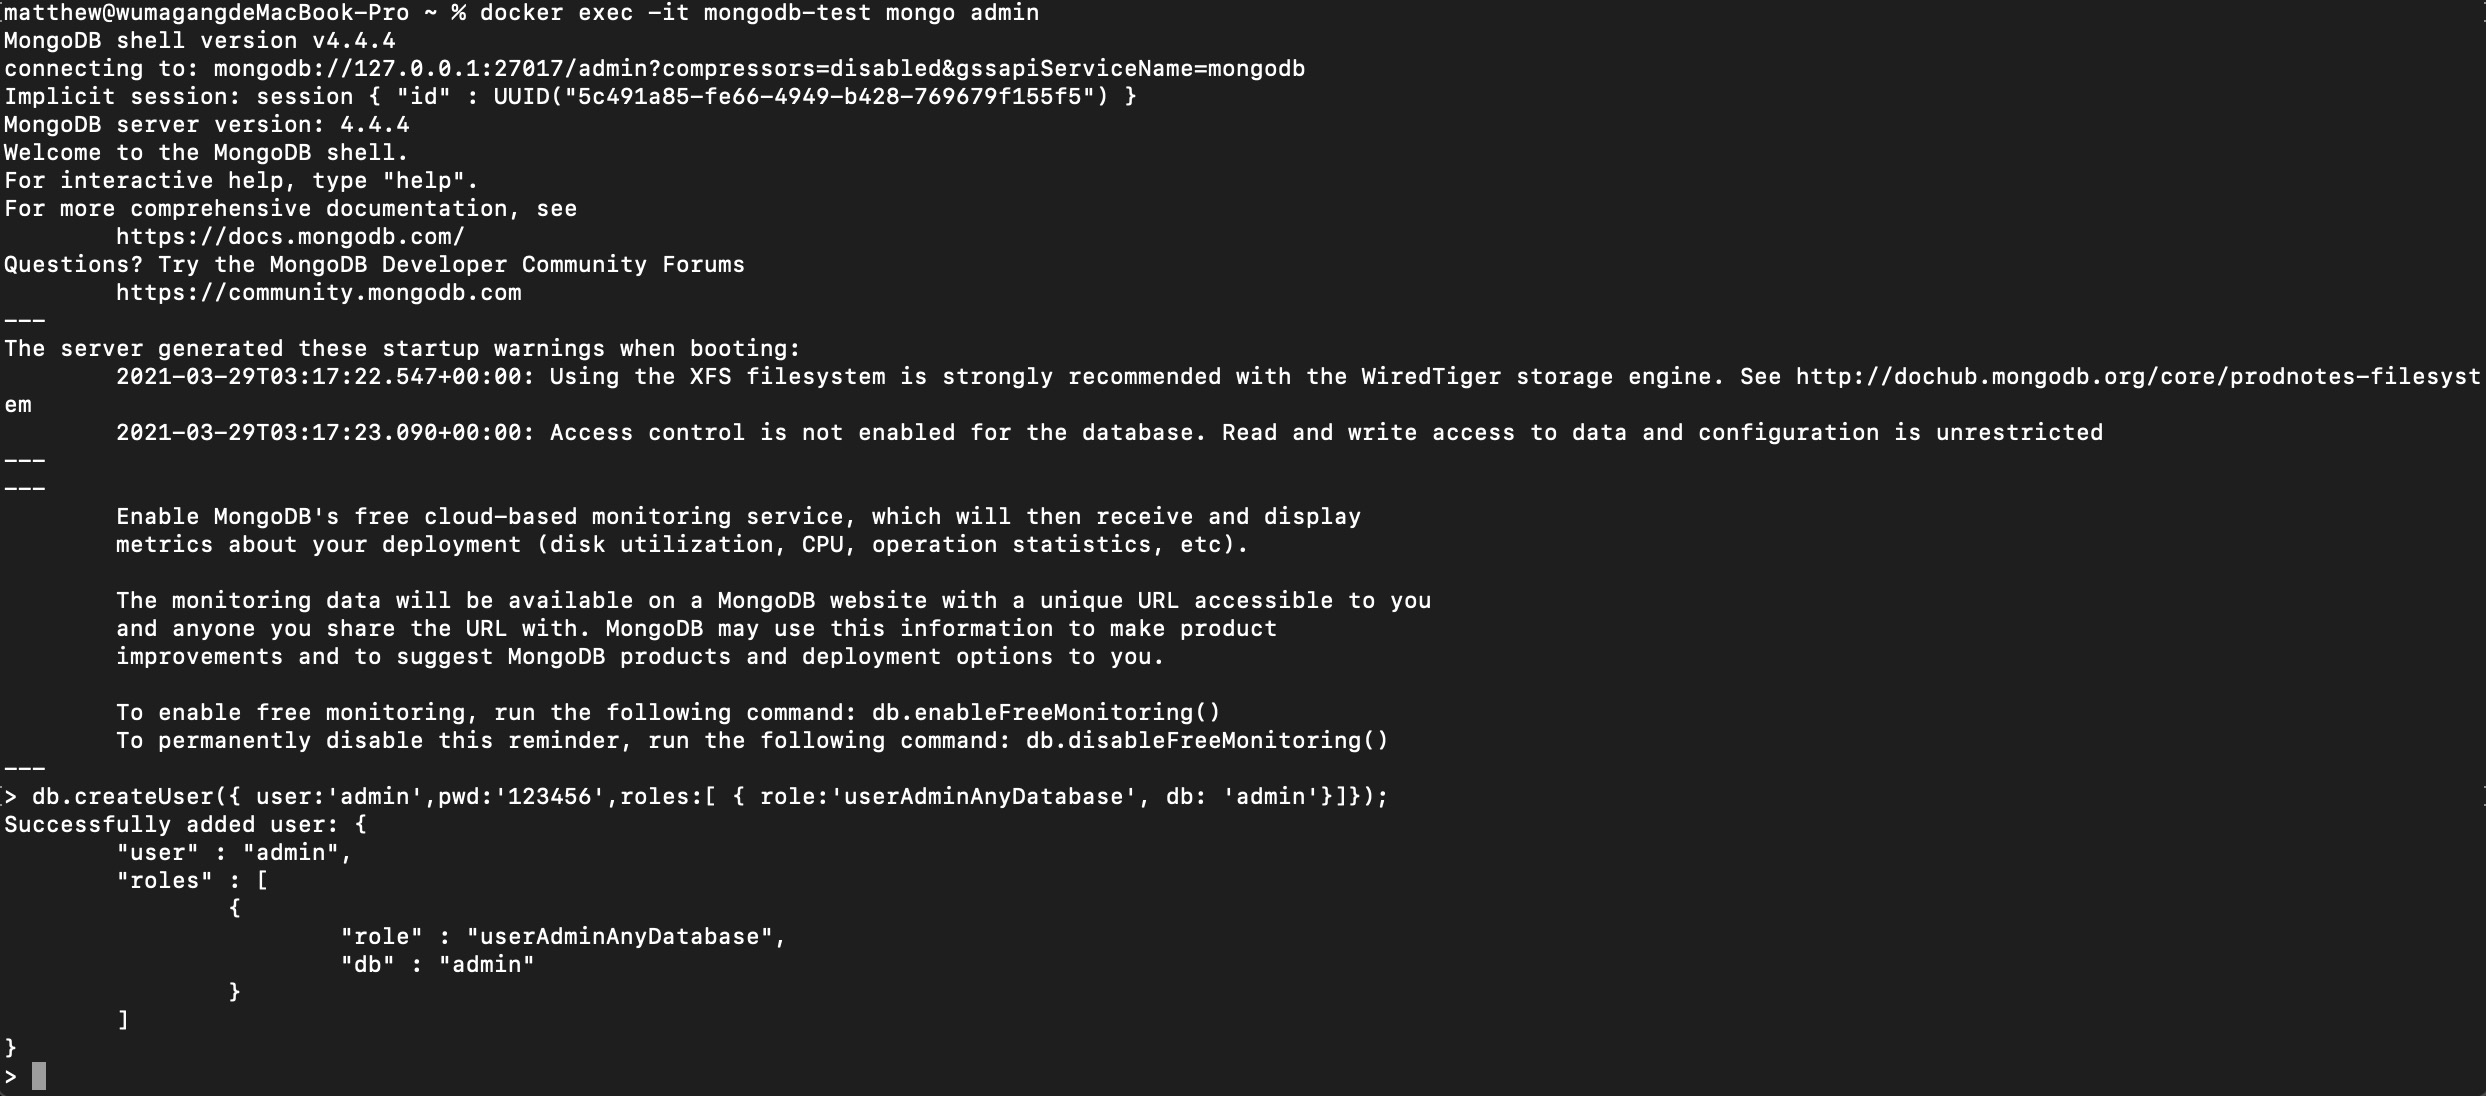 matthew@wumagangdeMacBook-Pro ~ % docker exec -it mongodb-test mongo admin
MongoDB shell version v4.4.4
connecting to: mongodb://127.0.0.1:27017/admin?compressors=disabled&gssapiServiceName=mongodb
Implicit session: session { "id" : UUID("5c491a85-fe66-4949-b428-769679f155f5") }
MongoDB server version: 4.4.4
Welcome to the MongoDB shell.
For interactive help, type "help".
For more comprehensive documentation, see
        https://docs.mongodb.com/
Questions? Try the MongoDB Developer Community Forums
        https://community.mongodb.com
---
The server generated these startup warnings when booting:
        2021-03-29T03:17:22.547+00:00: Using the XFS filesystem is strongly recommended with the WiredTiger storage engine. See http://dochub.mongodb.org/core/prodnotes-filesyst
em
        2021-03-29T03:17:23.090+00:00: Access control is not enabled for the database. Read and write access to data and configuration is unrestricted
---
---
        Enable MongoDB's free cloud-based monitoring service, which will then receive and display
        metrics about your deployment (disk utilization, CPU, operation statistics, etc).

        The monitoring data will be available on a MongoDB website with a unique URL accessible to you
        and anyone you share the URL with. MongoDB may use this information to make product
        improvements and to suggest MongoDB products and deployment options to you.

        To enable free monitoring, run the following command: db.enableFreeMonitoring()
        To permanently disable this reminder, run the following command: db.disableFreeMonitoring()
---
> db.createUser({ user:'admin',pwd:'123456',roles:[ { role:'userAdminAnyDatabase', db: 'admin'}]});
Successfully added user: {
        "user" : "admin",
        "roles" : [
                {
                        "role" : "userAdminAnyDatabase",
                        "db" : "admin"
                }
        ]
}
>